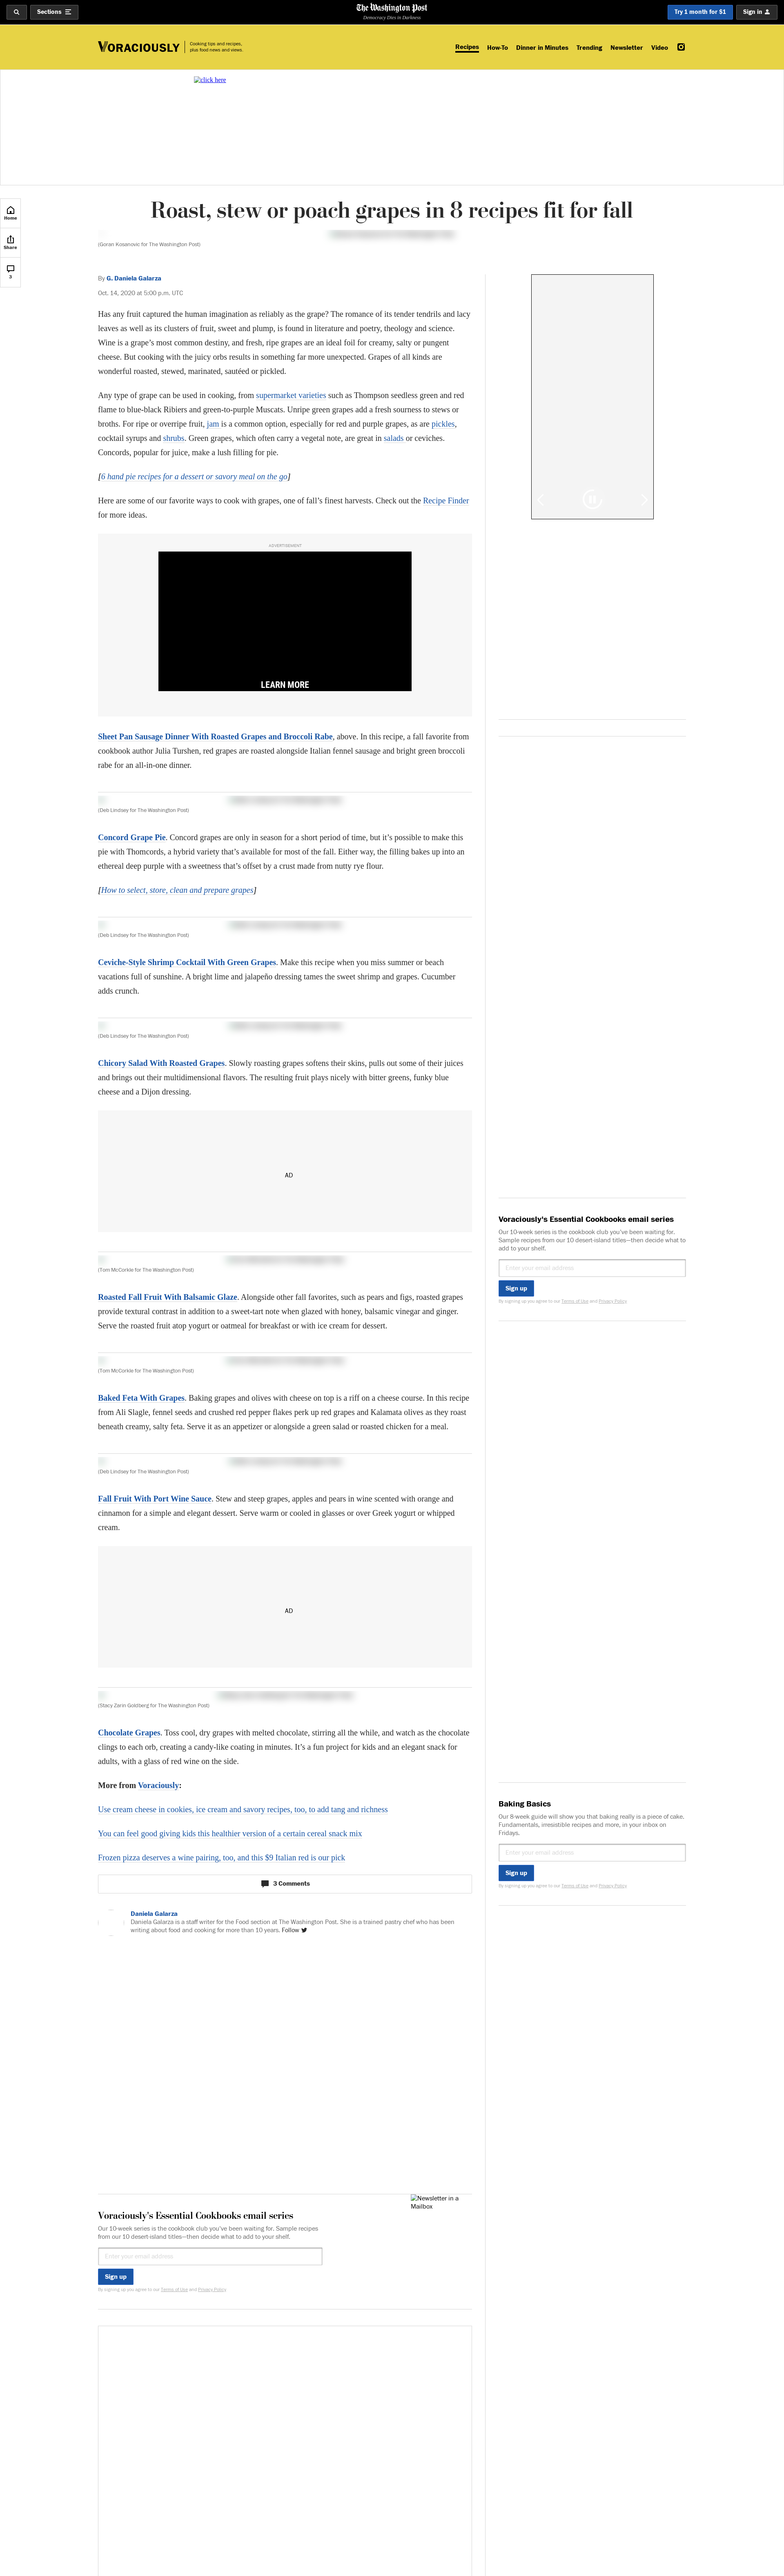 Sections
The Washington Post
Democracy Dies in Darkness
Try 1 month for $1
Sign in
VORACIOUSLY
Cooking tips and recipes,
plus food news and views.
Recipes
How-To
Dinner in Minutes
Trending
Newsletter
Video
click here
Home
Share
3
Roast, stew or poach grapes in 8 recipes fit for fall
(Goran Kosanovic for The Washington Post)
By G. Daniela Galarza
Oct. 14, 2020 at 5:00 p.m. UTC
Has any fruit captured the human imagination as reliably as the grape? The romance of its tender tendrils and lacy
leaves as well as its clusters of fruit, sweet and plump, is found in literature and poetry, theology and science.
Wine is a grape’s most common destiny, and fresh, ripe grapes are an ideal foil for creamy, salty or pungent
cheese. But cooking with the juicy orbs results in something far more unexpected. Grapes of all kinds are
wonderful roasted, stewed, marinated, sautéed or pickled.
Any type of grape can be used in cooking, from supermarket varieties such as Thompson seedless green and red
flame to blue-black Ribiers and green-to-purple Muscats. Unripe green grapes add a fresh sourness to stews or
broths. For ripe or overripe fruit, jam is a common option, especially for red and purple grapes, as are pickles,
cocktail syrups and shrubs. Green grapes, which often carry a vegetal note, are great in salads or ceviches.
Concords, popular for juice, make a lush filling for pie.
[6 hand pie recipes for a dessert or savory meal on the go]
Here are some of our favorite ways to cook with grapes, one of fall’s finest harvests. Check out the Recipe Finder
for more ideas.
ADVERTISEMENT
LEARN MORE
Sheet Pan Sausage Dinner With Roasted Grapes and Broccoli Rabe, above. In this recipe, a fall favorite from
cookbook author Julia Turshen, red grapes are roasted alongside Italian fennel sausage and bright green broccoli
rabe for an all-in-one dinner.
(Deb Lindsey for The Washington Post)
Concord Grape Pie. Concord grapes are only in season for a short period of time, but it’s possible to make this
pie with Thomcords, a hybrid variety that’s available for most of the fall. Either way, the filling bakes up into an
ethereal deep purple with a sweetness that’s offset by a crust made from nutty rye flour.
[How to select, store, clean and prepare grapes]
(Deb Lindsey for The Washington Post)
Ceviche-Style Shrimp Cocktail With Green Grapes. Make this recipe when you miss summer or beach
vacations full of sunshine. A bright lime and jalapeño dressing tames the sweet shrimp and grapes. Cucumber
adds crunch.
(Deb Lindsey for The Washington Post)
Chicory Salad With Roasted Grapes. Slowly roasting grapes softens their skins, pulls out some of their juices
and brings out their multidimensional flavors. The resulting fruit plays nicely with bitter greens, funky blue
cheese and a Dijon dressing.
AD
(Tom McCorkle for The Washington Post)
Roasted Fall Fruit With Balsamic Glaze. Alongside other fall favorites, such as pears and figs, roasted grapes
provide textural contrast in addition to a sweet-tart note when glazed with honey, balsamic vinegar and ginger.
Serve the roasted fruit atop yogurt or oatmeal for breakfast or with ice cream for dessert.
(Tom McCorkle for The Washington Post)
Baked Feta With Grapes. Baking grapes and olives with cheese on top is a riff on a cheese course. In this recipe
from Ali Slagle, fennel seeds and crushed red pepper flakes perk up red grapes and Kalamata olives as they roast
beneath creamy, salty feta. Serve it as an appetizer or alongside a green salad or roasted chicken for a meal.
(Deb Lindsey for The Washington Post)
Fall Fruit With Port Wine Sauce. Stew and steep grapes, apples and pears in wine scented with orange and
cinnamon for a simple and elegant dessert. Serve warm or cooled in glasses or over Greek yogurt or whipped
cream.
AD
(Stacy Zarin Goldberg for The Washington Post)
Chocolate Grapes. Toss cool, dry grapes with melted chocolate, stirring all the while, and watch as the chocolate
clings to each orb, creating a candy-like coating in minutes. It’s a fun project for kids and an elegant snack for
adults, with a glass of red wine on the side.
More from Voraciously:
Use cream cheese in cookies, ice cream and savory recipes, too, to add tang and richness
You can feel good giving kids this healthier version of a certain cereal snack mix
Frozen pizza deserves a wine pairing, too, and this $9 Italian red is our pick
3 Comments
Daniela Galarza
Daniela Galarza is a staff writer for the Food section at The Washington Post. She is a trained pastry chef who has been
writing about food and cooking for more than 10 years. Follow
Voraciously's Essential Cookbooks email series
Our 10-week series is the cookbook club you've been waiting for. Sample recipes
from our 10 desert-island titles—then decide what to add to your shelf.
Enter your email address
Sign up
By signing up you agree to our Terms of Use and Privacy Policy
Newsletter in a
Mailbox
Voraciously's Essential Cookbooks email series
Our 10-week series is the cookbook club you've been waiting for.
Sample recipes from our 10 desert-island titles—then decide what to
add to your shelf.
Enter your email address
Sign up
By signing up you agree to our Terms of Use and Privacy Policy
Baking Basics
Our 8-week guide will show you that baking really is a piece of cake.
Fundamentals, irresistible recipes and more, in your inbox on
Fridays.
Enter your email address
Sign up
By signing up you agree to our Terms of Use and Privacy Policy